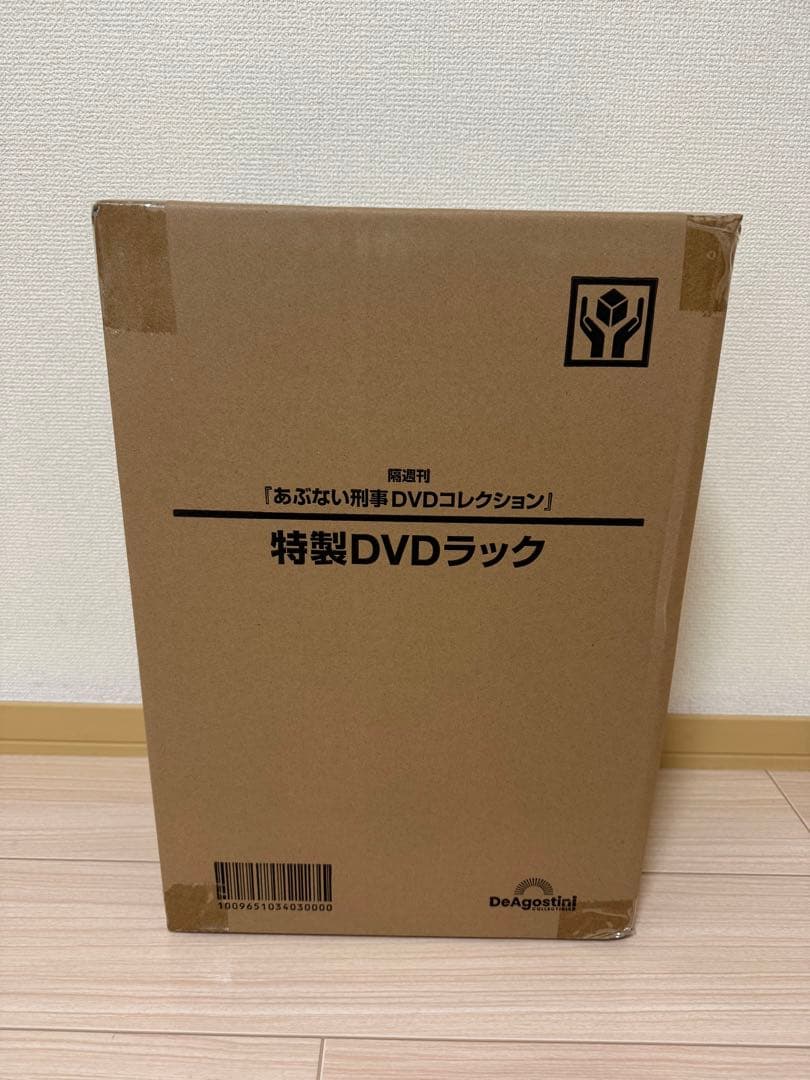 隔週刊
『あぶない刑事DVDコレクション』
特製DVDラック
1009651034030000
DeAgostini
COLLECTIBLES